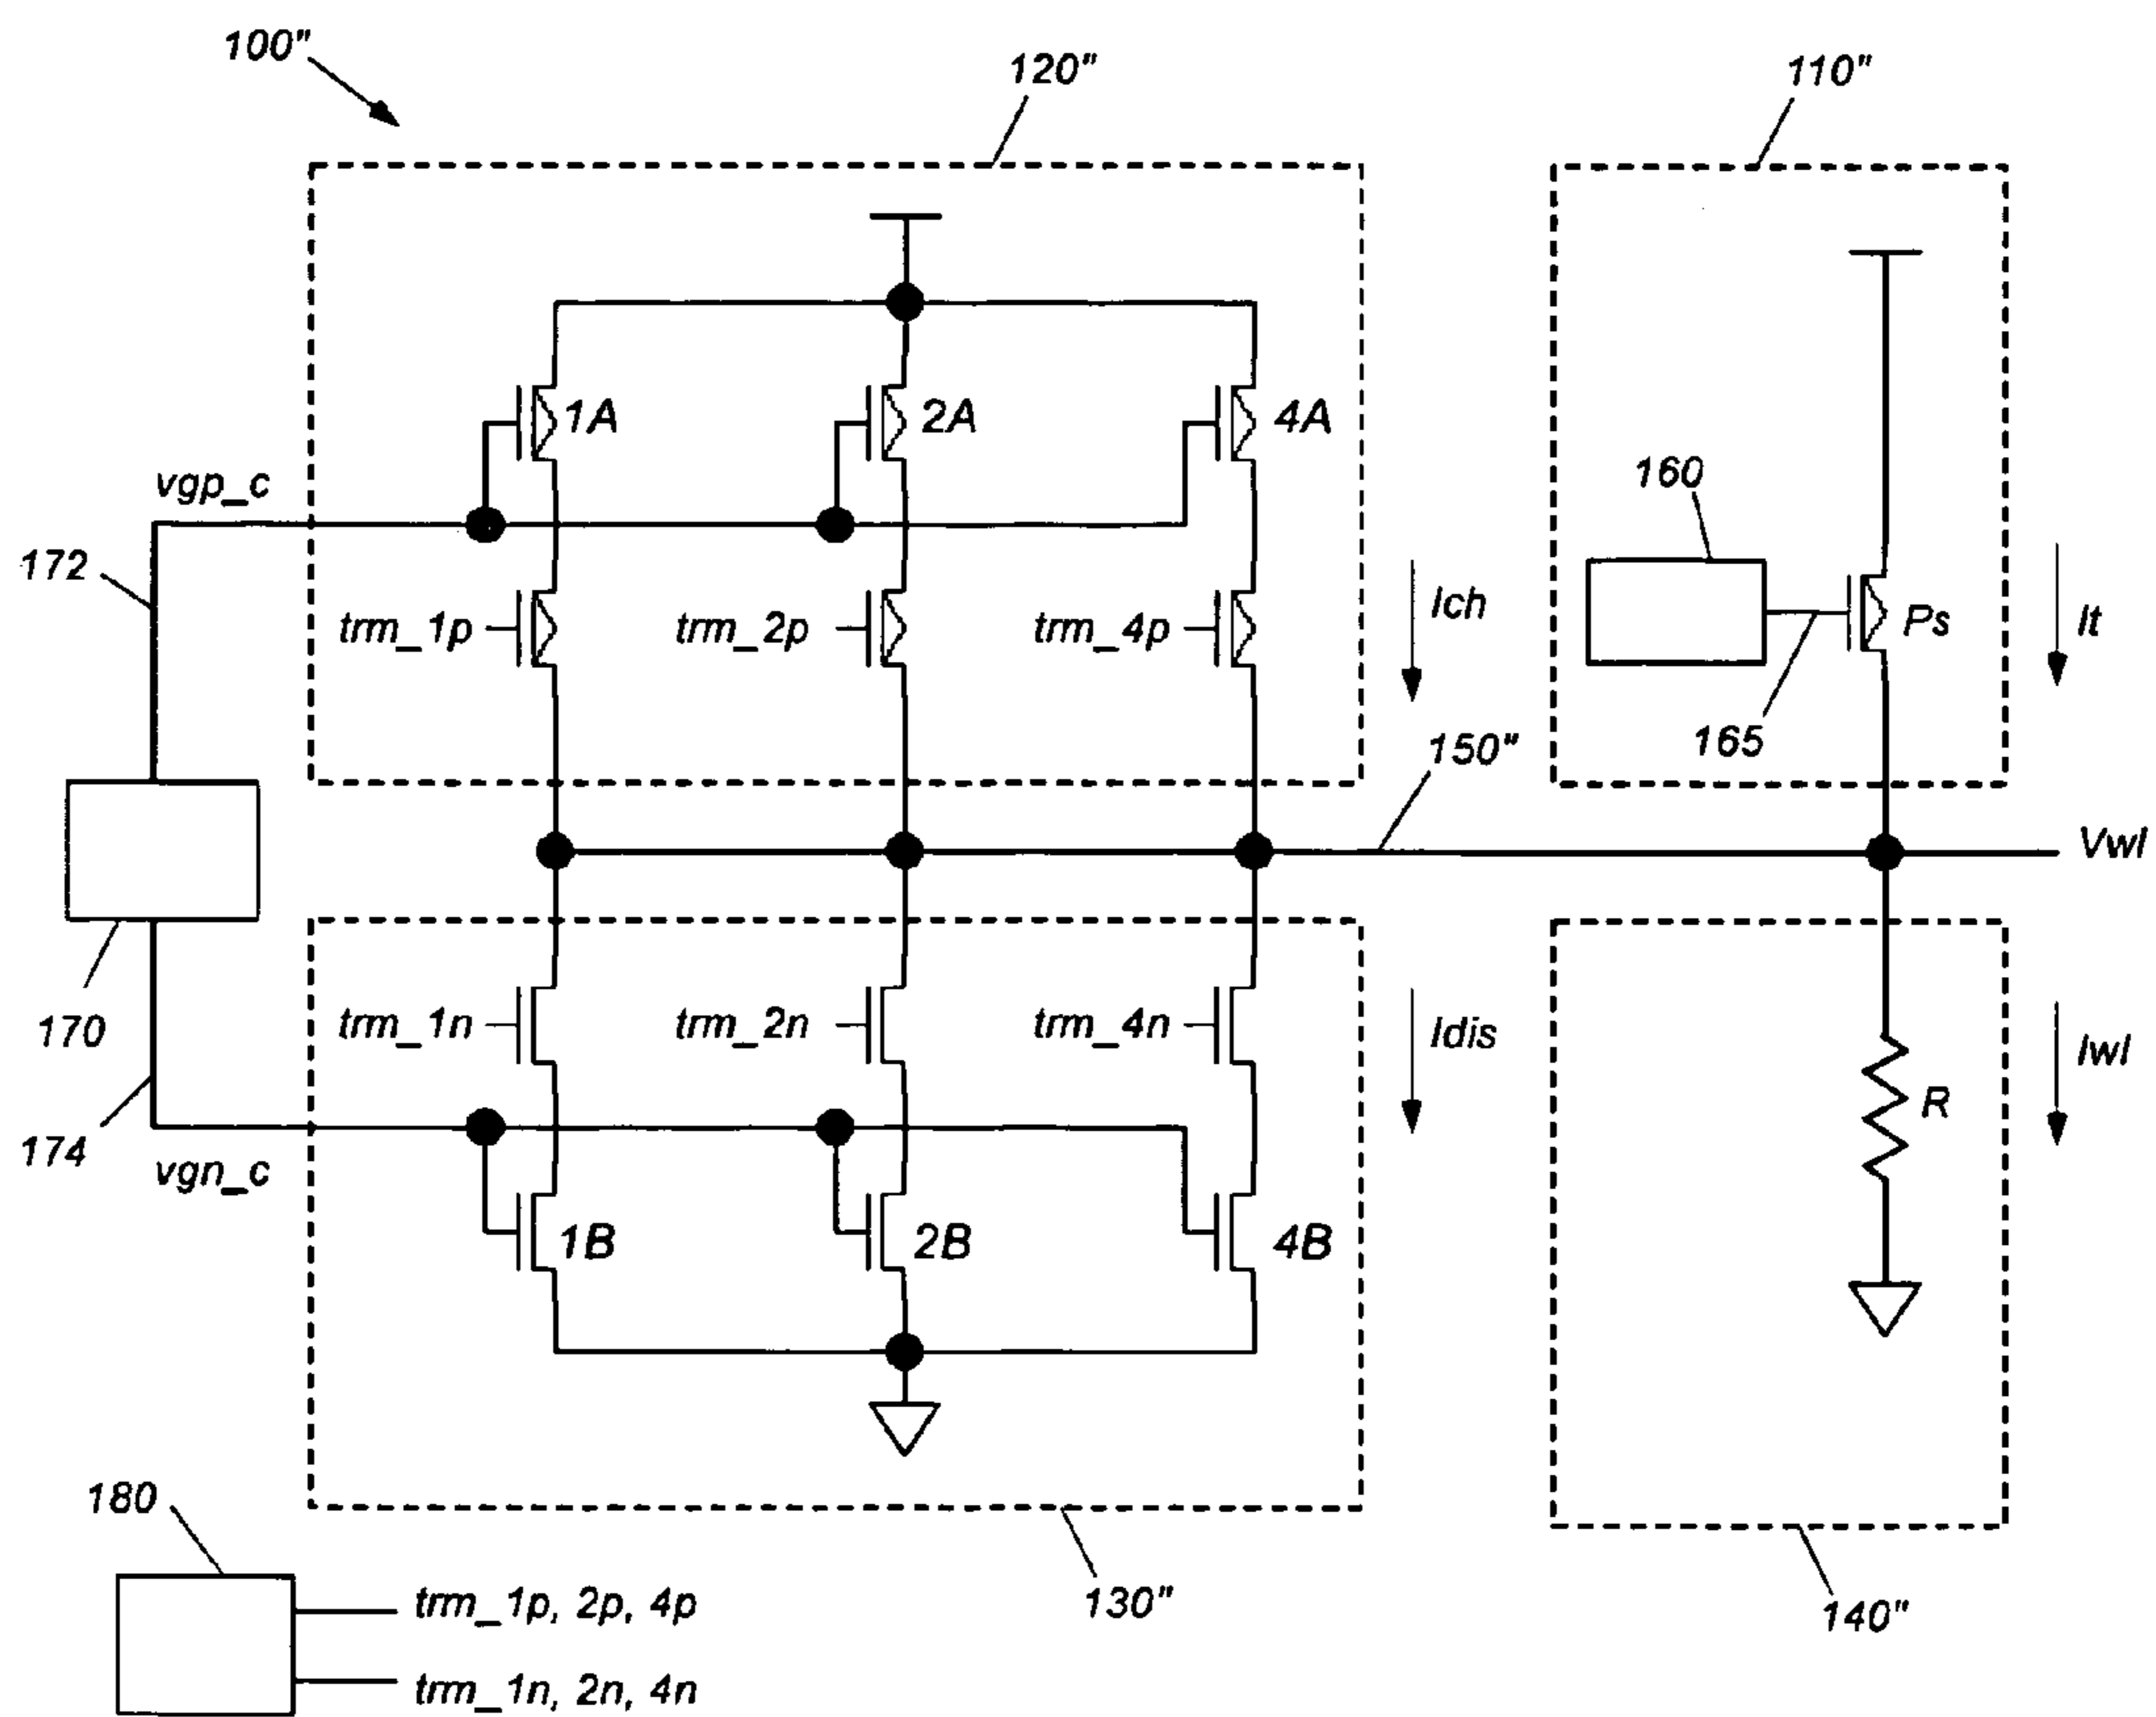 100"
120"
110"
1A
2A
4A
vgp_c
160
172
Ich
trm_1p
trm_2p
trm_4p
Ps
It
165
150"
Vwl
170
trm_1n
trm_2n
trm_4n
Idis
Iwl
R
174
vgn_c
1B
2B
4B
180
130"
140"
trm_1p, 2p, 4p
trm_1n, 2n, 4n